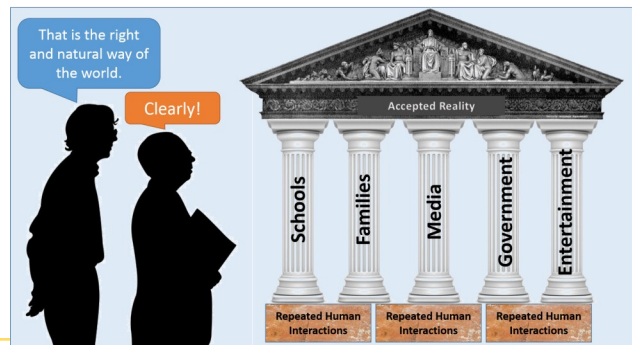 That is the right
and natural way of
the world.
Clearly!
Accepted Reality
Schools
Families
Media
Government
Entertainment
Repeated Human
Interactions
Repeated Human
Interactions
Repeated Human
Interactions